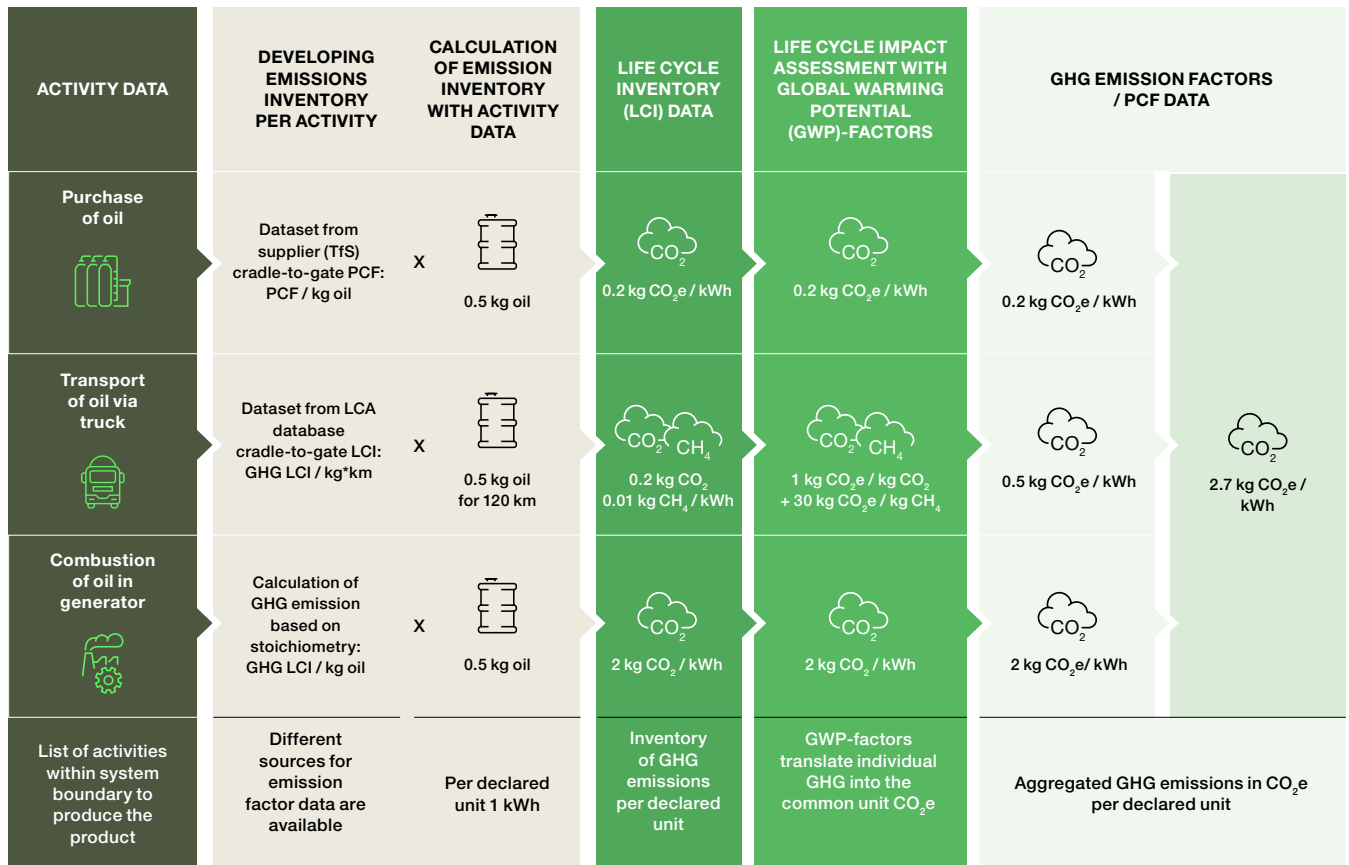 ACTIVITY DATA
DEVELOPING
EMISSIONS
INVENTORY
PER ACTIVITY
CALCULATION
OF EMISSION
INVENTORY
WITH ACTIVITY
DATA
LIFE CYCLE
INVENTORY
(LCI) DATA
LIFE CYCLE IMPACT
ASSESSMENT WITH
GLOBAL WARMING
POTENTIAL
(GWP)-FACTORS
GHG EMISSION FACTORS
/ PCF DATA
Purchase
of oil
Dataset from
supplier (TfS)
cradle-to-gate PCF:
PCF / kg oil
X
0.5 kg oil
CO₂
0.2 kg CO₂e / kWh
CO₂
0.2 kg CO₂e / kWh
CO₂
0.2 kg CO₂e / kWh
Transport
of oil via
truck
Dataset from LCA
database
cradle-to-gate LCI:
GHG LCI / kg*km
X
0.5 kg oil
for 120 km
CO₂ CH₄
0.2 kg CO₂
0.01 kg CH₄ / kWh
CO₂ CH₄
1 kg CO₂e / kg CO₂
+ 30 kg CO₂e / kg CH₄
CO₂
0.5 kg CO₂e / kWh
CO₂
2.7 kg CO₂e /
kWh
Combustion
of oil in
generator
Calculation of
GHG emission
based on
stoichiometry:
GHG LCI / kg oil
X
0.5 kg oil
CO₂
2 kg CO₂ / kWh
CO₂
2 kg CO₂ / kWh
CO₂
2 kg CO₂e/ kWh
List of activities
within system
boundary to
produce the
product
Different
sources for
emission
factor data are
available
Per declared
unit 1 kWh
Inventory
of GHG
emissions
per declared
unit
GWP-factors
translate individual
GHG into the
common unit CO₂e
Aggregated GHG emissions in CO₂e
per declared unit